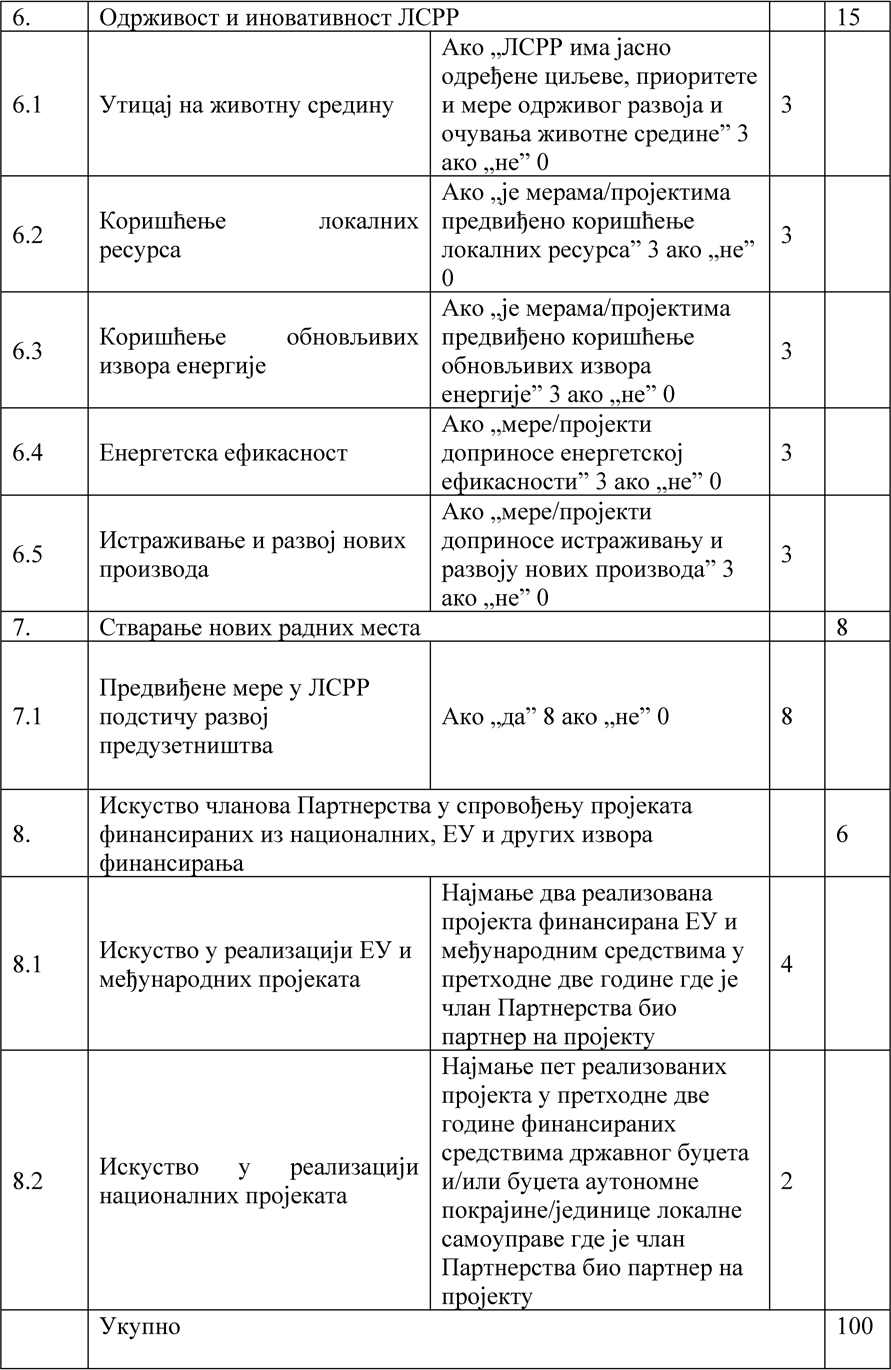 6. Одрживост и иновативност ЛСРР 15
6.1 Утицај на животну средину
Ако „ЛСРР има јасно
одређене циљеве, приоритете
и мере одрживог развоја и
очувања животне средине” 3
ако „не” 0
3
6.2 Коришћење локалних
ресурса
Ако „је мерама/пројектима
предвиђено коришћење
локалних ресурса” 3 ако „не”
0
3
6.3 Коришћење обновљивих
извора енергије
Ако „је мерама/пројектима
предвиђено коришћење
обновљивих извора
енергије” 3 ако „не” 0
3
6.4 Енергетска ефикасност
Ако „мере/пројекти
доприносе енергетској
ефикасности” 3 ако „не” 0
3
6.5 Истраживање и развој нових
производа
Ако „мере/пројекти
доприносе истраживању и
развоју нових производа” 3
ако „не” 0
3
7. Стварање нових радних места 8
7.1 Предвиђене мере у ЛСРР
подстичу развој
предузетништва
Ако „да” 8 ако „не” 0
8
8. Искуство чланова Партнерства у спровођењу пројеката
финансираних из националних, ЕУ и других извора
финансирања
6
8.1 Искуство у реализацији ЕУ и
међународних пројеката
Најмање два реализована
пројекта финансирана ЕУ и
међународним средствима у
претходне две године где је
члан Партнерства био
партнер на пројекту
4
8.2 Искуство у реализацији
националних пројеката
Најмање пет реализованих
пројекта у претходне две
године финансираних
средствима државног буџета
и/или буџета аутономне
покрајине/јединице локалне
самоуправе где је члан
Партнерства био партнер на
пројекту
2
Укупно 100